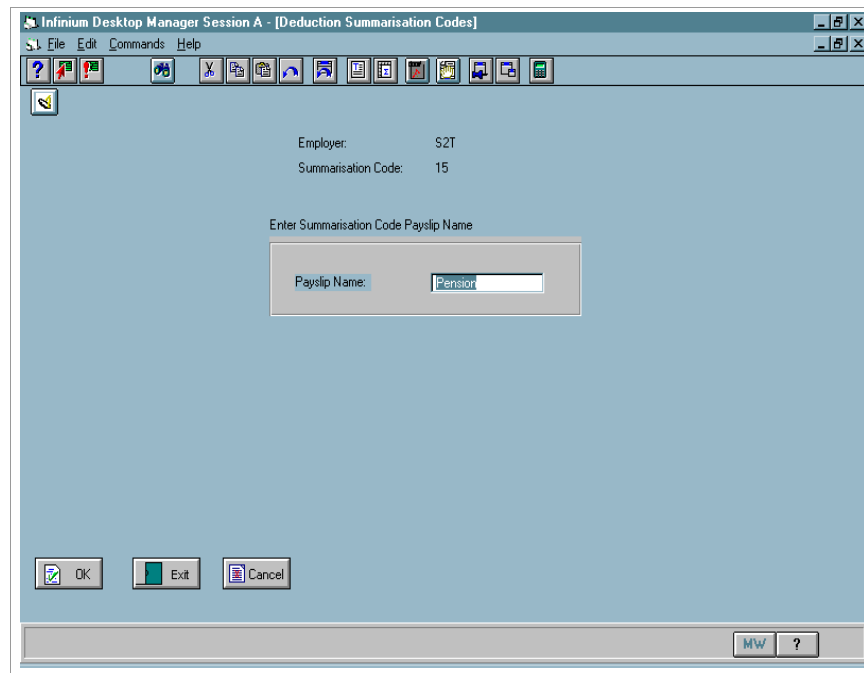 Infinium Desktop Manager Session A - [Deduction Summarisation Codes]
File Edit Commands Help
Employer: S2T
Summarisation Code: 15
Enter Summarisation Code Payslip Name
Payslip Name: Pension
OK Exit Cancel
MW ?